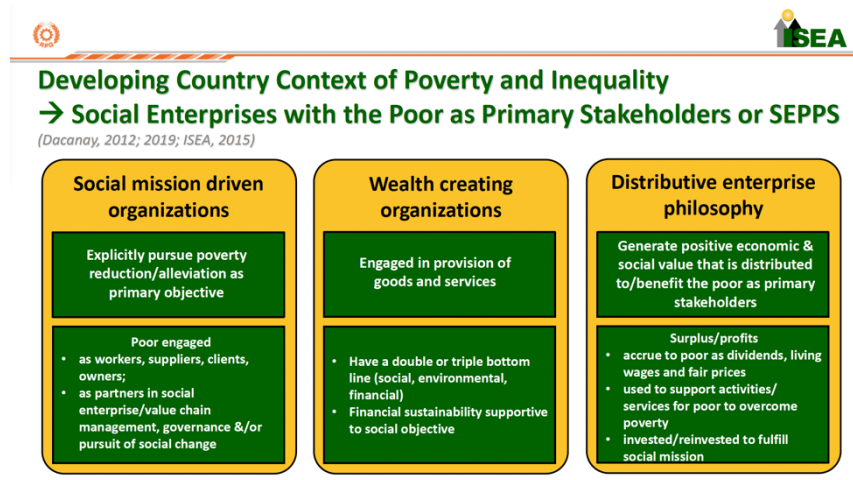 APG
ISEA
Developing Country Context of Poverty and Inequality
→ Social Enterprises with the Poor as Primary Stakeholders or SEPPS
(Dacanay, 2012; 2019; ISEA, 2015)
Social mission driven
organizations
Explicitly pursue poverty
reduction/alleviation as
primary objective
Poor engaged
• as workers, suppliers, clients,
owners;
• as partners in social
enterprise/value chain
management, governance &/or
pursuit of social change
Wealth creating
organizations
Engaged in provision of
goods and services
• Have a double or triple bottom
line (social, environmental,
financial)
• Financial sustainability supportive
to social objective
Distributive enterprise
philosophy
Generate positive economic &
social value that is distributed
to/benefit the poor as primary
stakeholders
Surplus/profits
• accrue to poor as dividends, living
wages and fair prices
• used to support activities/
services for poor to overcome
poverty
• invested/reinvested to fulfill
social mission